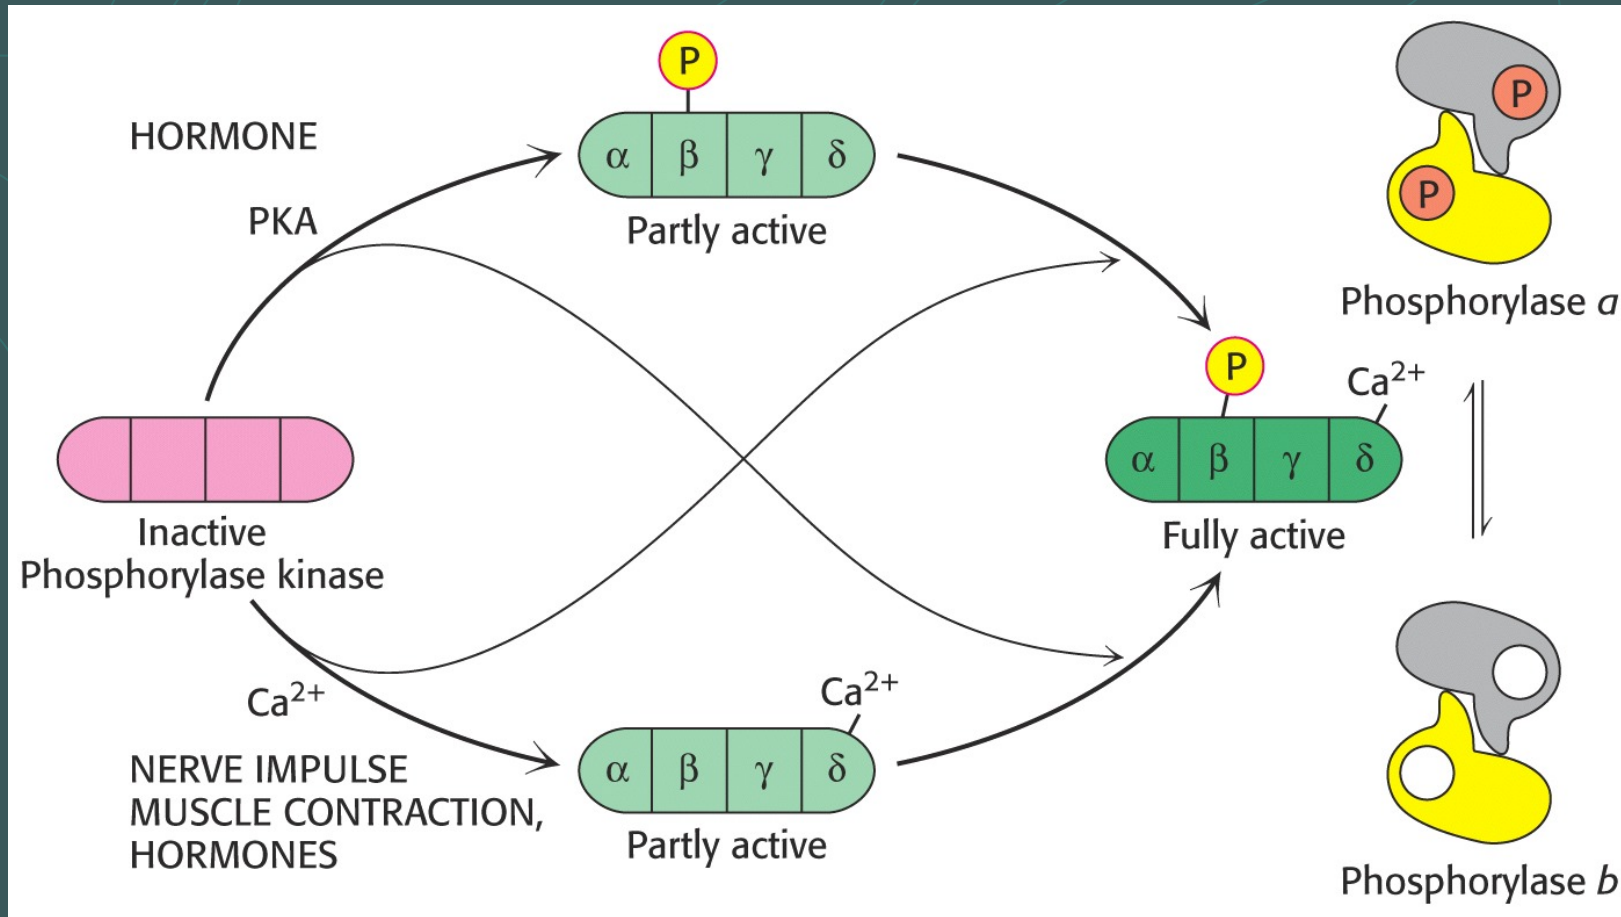 HORMONE
PKA
P
α β γ δ
Partly active
P
P
Phosphorylase a
Inactive
Phosphorylase kinase
P
Ca²⁺
α β γ δ
Fully active
Ca²⁺
NERVE IMPULSE
MUSCLE CONTRACTION,
HORMONES
Ca²⁺
α β γ δ
Partly active
Phosphorylase b